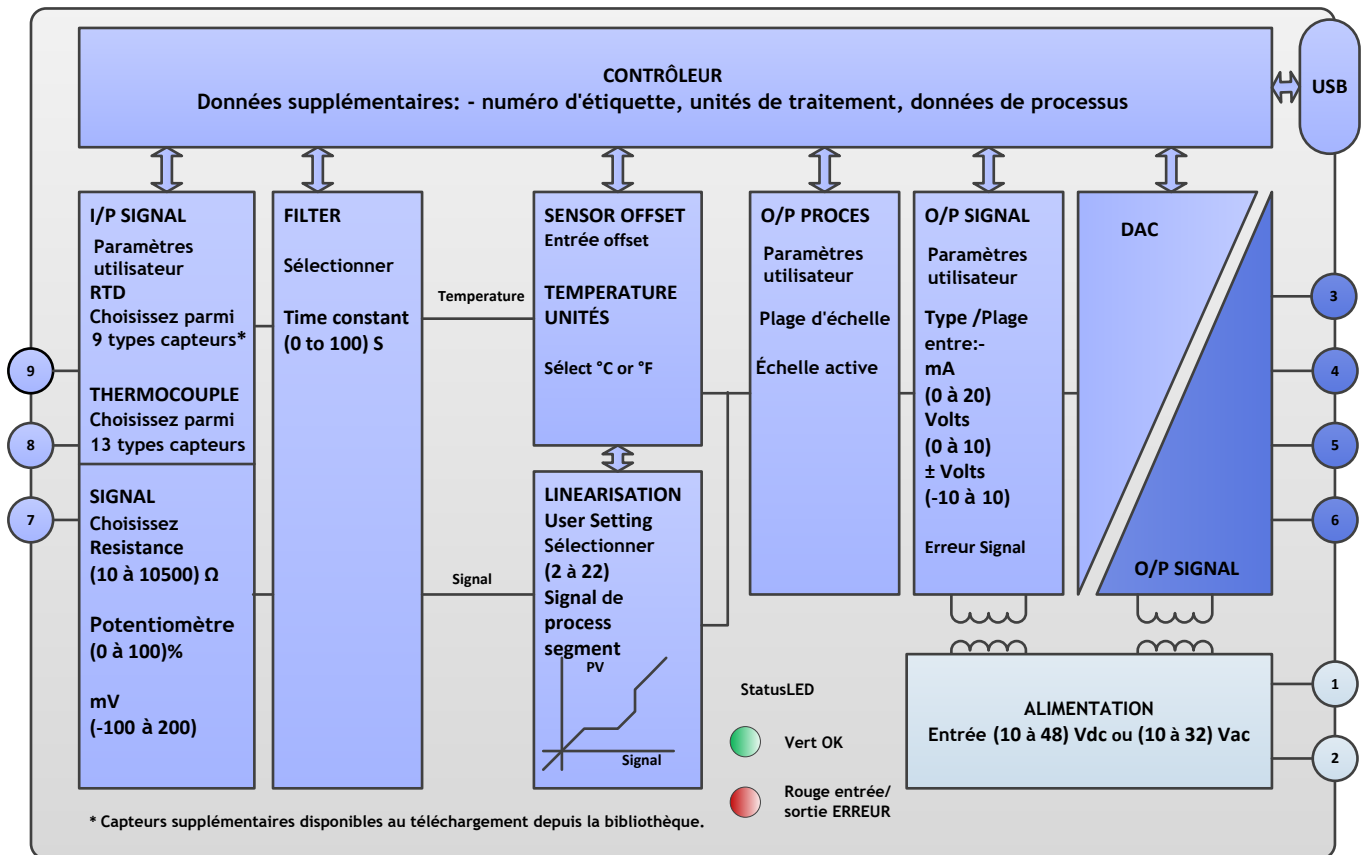 CONTRÔLEUR
Données supplémentaires: - numéro d'étiquette, unités de traitement, données de processus
USB
I/P SIGNAL
Paramètres
utilisateur
RTD
Choisissez parmi
9 types capteurs*
THERMOCOUPLE
Choisissez parmi
13 types capteurs
SIGNAL
Choisissez
Resistance
(10 à 10500) Ω
Potentiomètre
(0 à 100)%
mV
(-100 à 200)
9
8
7
FILTER
Sélectionner
Time constant
(0 to 100) S
Temperature
Signal
SENSOR OFFSET
Entrée offset
TEMPERATURE
UNITÉS
Sélect °C or °F
LINEARISATION
User Setting
Sélectionner
(2 à 22)
Signal de
process
segment
PV
Signal
O/P PROCES
Paramètres
utilisateur
Plage d'échelle
Échelle active
O/P SIGNAL
Paramètres
utilisateur
Type /Plage
entre:-
mA
(0 à 20)
Volts
(0 à 10)
± Volts
(-10 à 10)
Erreur Signal
DAC
O/P SIGNAL
3
4
5
6
StatusLED
Vert OK
Rouge entrée/
sortie ERREUR
ALIMENTATION
Entrée (10 à 48) Vdc ou (10 à 32) Vac
1
2
* Capteurs supplémentaires disponibles au téléchargement depuis la bibliothèque.